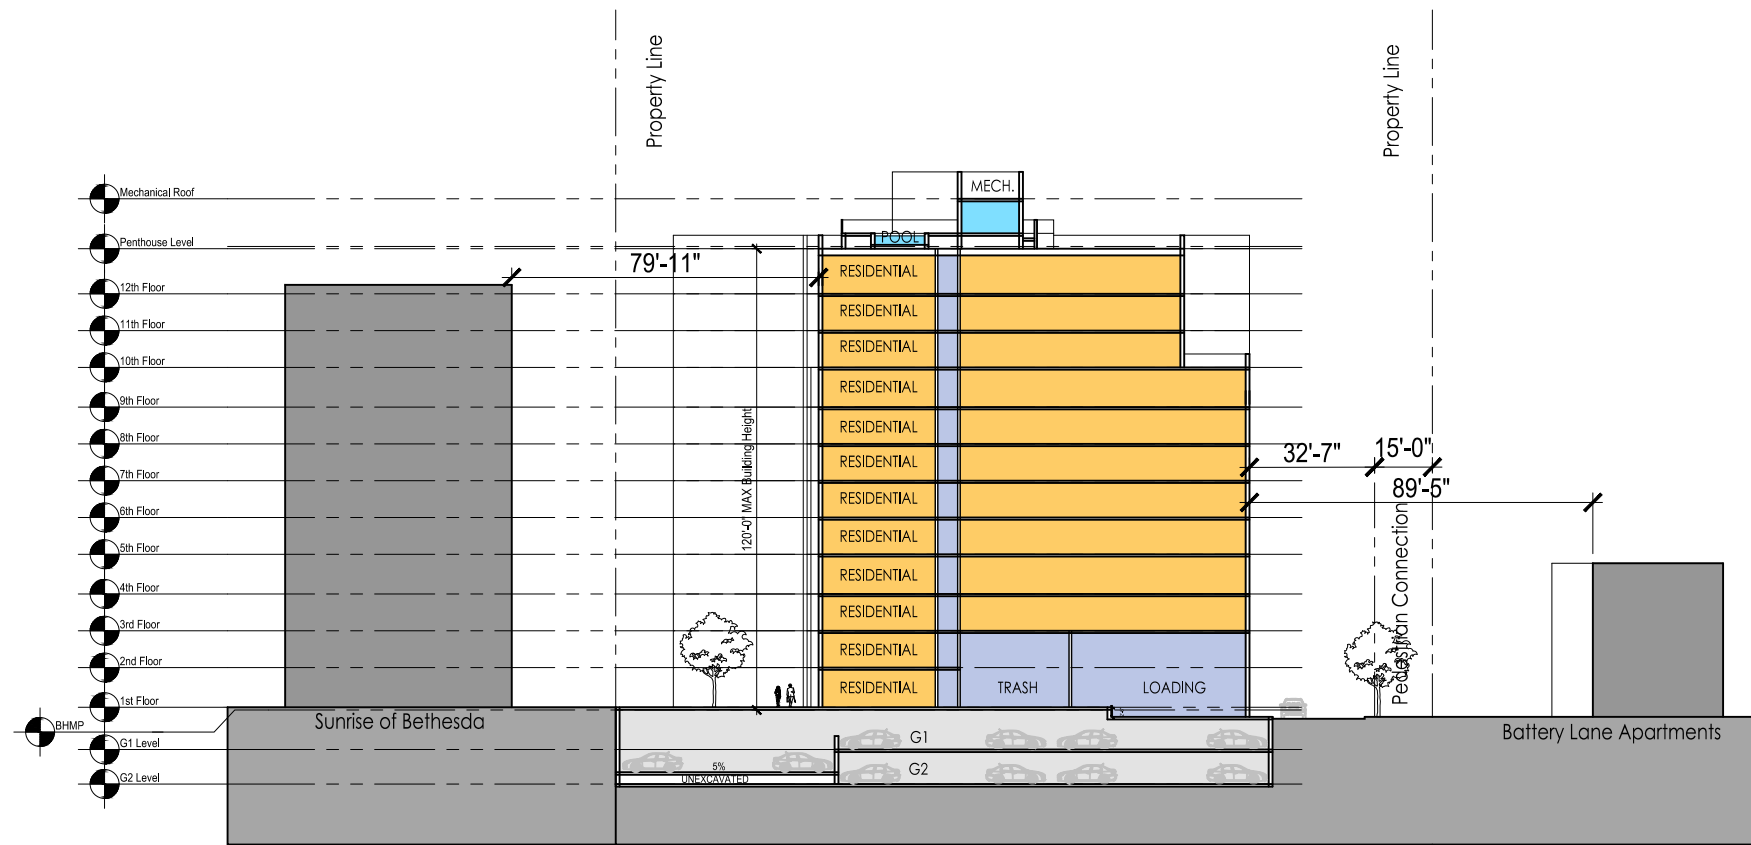 Property Line
Property Line
Mechanical Roof
MECH.
Penthouse Level
POOL
79'-11"
RESIDENTIAL
12th Floor
RESIDENTIAL
11th Floor
RESIDENTIAL
10th Floor
RESIDENTIAL
9th Floor
RESIDENTIAL
8th Floor
120'-0" MAX Building Height
32'-7"
15'-0"
RESIDENTIAL
7th Floor
89'-5"
RESIDENTIAL
6th Floor
RESIDENTIAL
5th Floor
RESIDENTIAL
4th Floor
RESIDENTIAL
3rd Floor
Pedestrian Connection
RESIDENTIAL
2nd Floor
RESIDENTIAL
TRASH
LOADING
1st Floor
Sunrise of Bethesda
BHMP
Battery Lane Apartments
G1 Level
G1
5%
G2
G2 Level
UNEXCAVATED